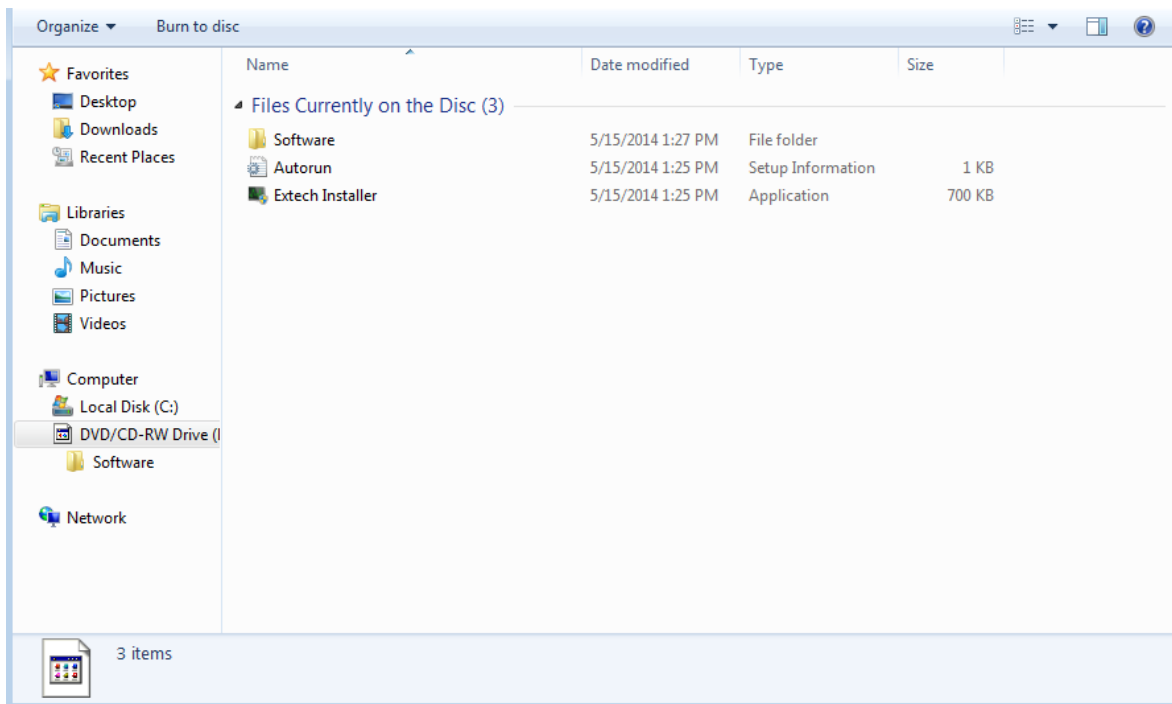 Organize Burn to disc
Name Date modified Type Size
Favorites
Desktop
Downloads
Recent Places
Libraries
Documents
Music
Pictures
Videos
Computer
Local Disk (C:)
DVD/CD-RW Drive (
Software
Network
Files Currently on the Disc (3)
Software 5/15/2014 1:27 PM File folder
Autorun 5/15/2014 1:25 PM Setup Information 1 KB
Extech Installer 5/15/2014 1:25 PM Application 700 KB
3 items